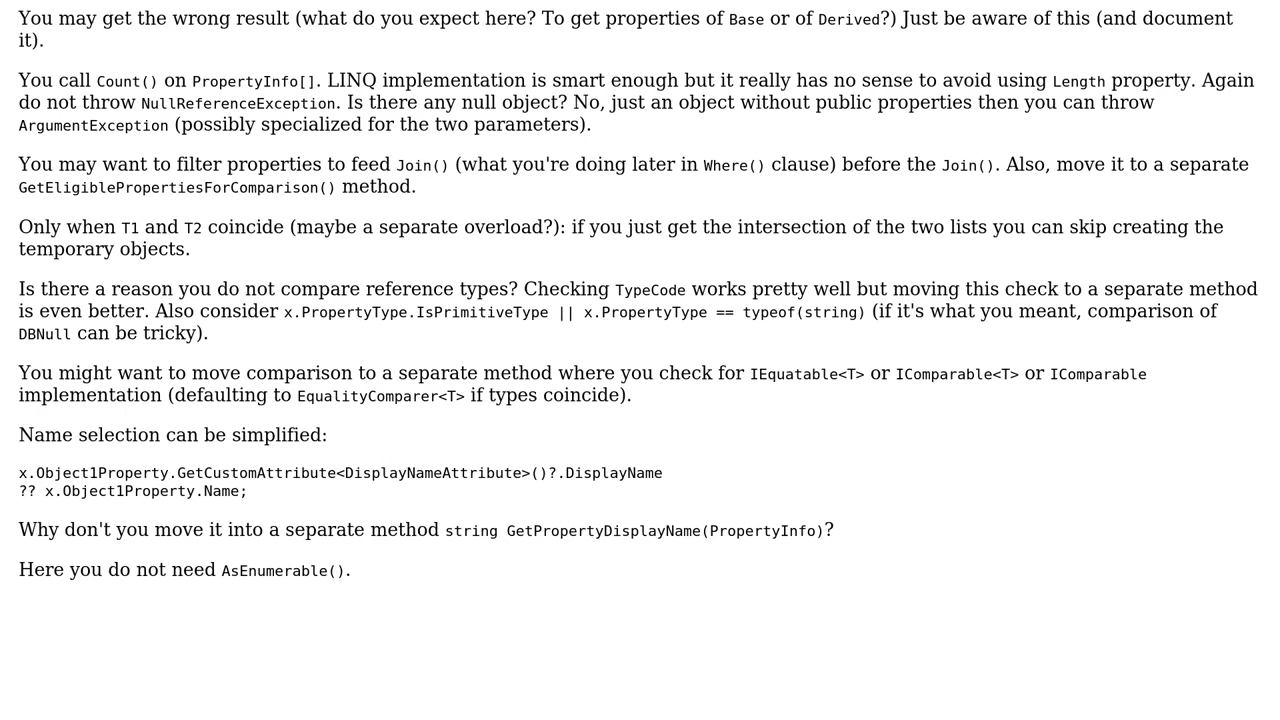 You may get the wrong result (what do you expect here? To get properties of Base or of Derived?) Just be aware of this (and document
it).
You call Count() on PropertyInfo[]. LINQ implementation is smart enough but it really has no sense to avoid using Length property. Again
do not throw NullReferenceException. Is there any null object? No, just an object without public properties then you can throw
ArgumentException (possibly specialized for the two parameters).
You may want to filter properties to feed Join() (what you're doing later in Where() clause) before the Join(). Also, move it to a separate
GetEligiblePropertiesForComparison() method.
Only when T1 and T2 coincide (maybe a separate overload?): if you just get the intersection of the two lists you can skip creating the
temporary objects.
Is there a reason you do not compare reference types? Checking TypeCode works pretty well but moving this check to a separate method
is even better. Also consider x.PropertyType.IsPrimitiveType || x.PropertyType == typeof(string) (if it's what you meant, comparison of
DBNull can be tricky).
You might want to move comparison to a separate method where you check for IEquatable<T> or IComparable<T> or IComparable
implementation (defaulting to EqualityComparer<T> if types coincide).
Name selection can be simplified:
x.Object1Property.GetCustomAttribute<DisplayNameAttribute>()?.DisplayName
?? x.Object1Property.Name;
Why don't you move it into a separate method string GetPropertyDisplayName(PropertyInfo)?
Here you do not need AsEnumerable().